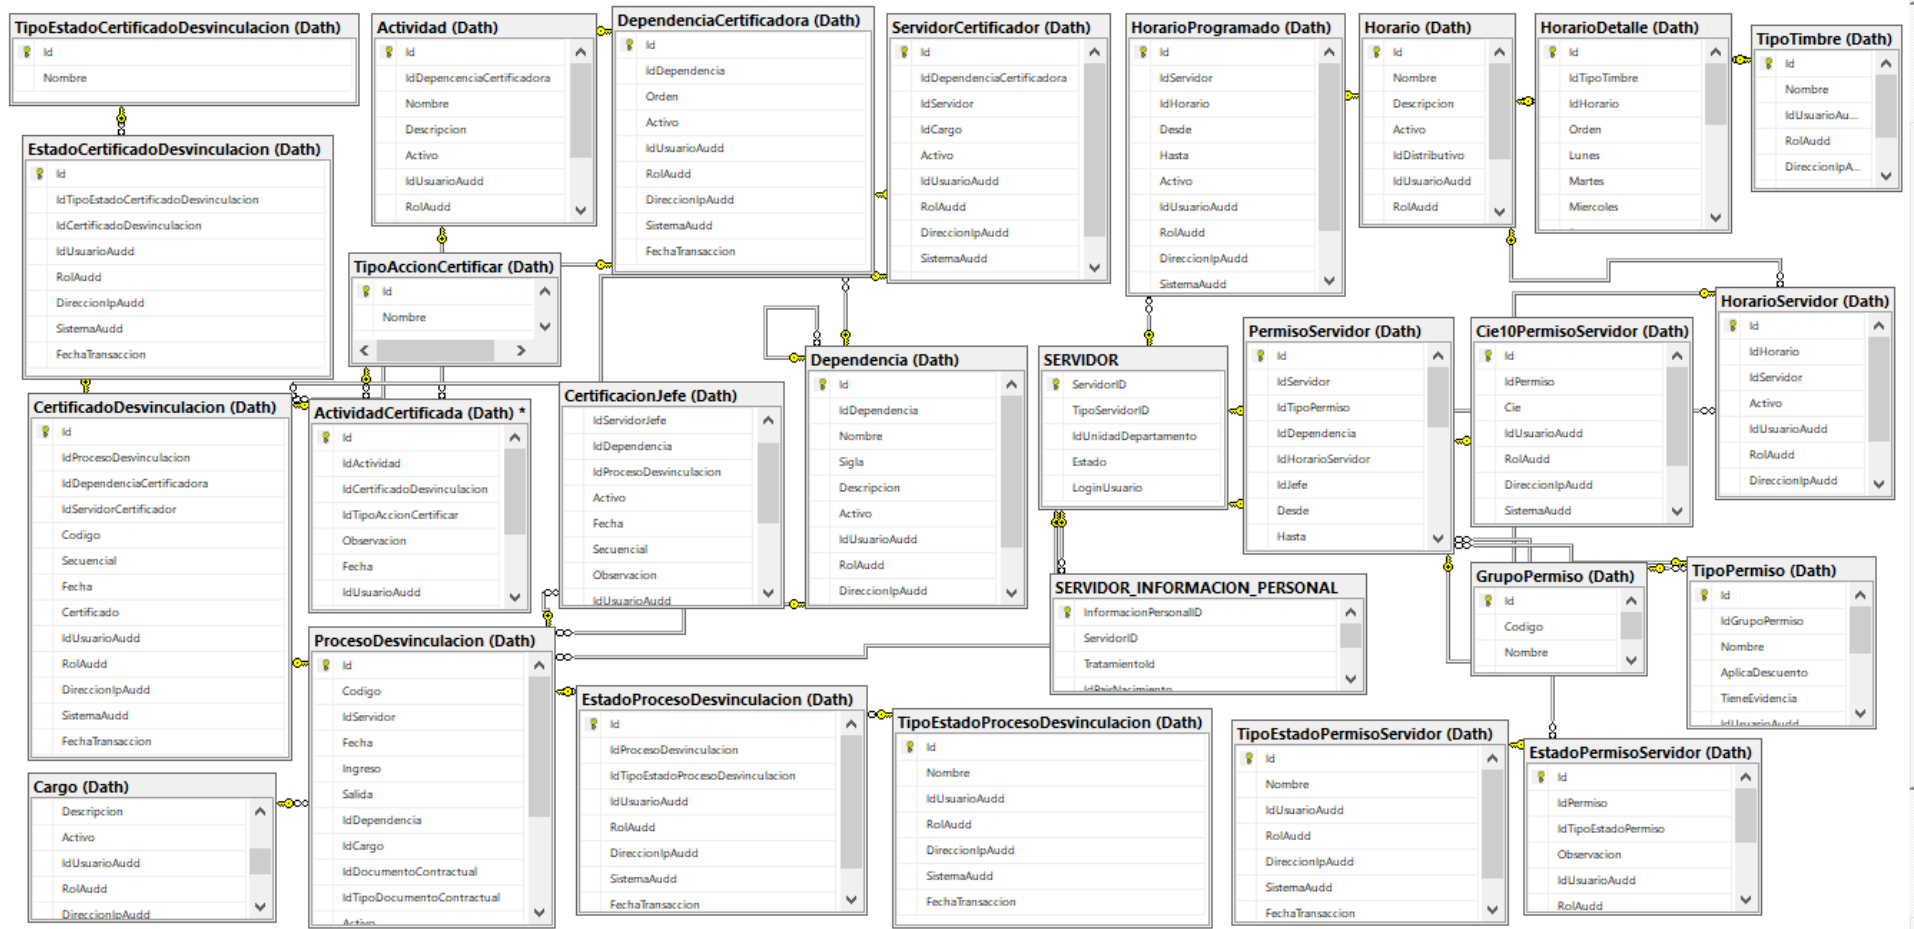 TipoEstadoCertificadoDesvinculacion (Dath)
Id
Nombre
EstadoCertificadoDesvinculacion (Dath)
Id
IdTipoEstadoCertificadoDesvinculacion
IdCertificadoDesvinculacion
IdUsuarioAudd
RolAudd
DireccionIpAudd
SistemaAudd
FechaTransaccion
CertificadoDesvinculacion (Dath)
Id
IdProcesoDesvinculacion
IdDependenciaCertificadora
IdServidorCertificador
Codigo
Secuencial
Fecha
Certificado
IdUsuarioAudd
RolAudd
DireccionIpAudd
SistemaAudd
FechaTransaccion
Cargo (Dath)
Descripcion
Activo
IdUsuarioAudd
RolAudd
DireccionIpAudd
Actividad (Dath)
Id
IdDepencenciaCertificadora
Nombre
Descripcion
Activo
IdUsuarioAudd
RolAudd
TipoAccionCertificar (Dath)
Id
Nombre
ActividadCertificada (Dath) *
Id
IdActividad
IdCertificadoDesvinculacion
IdTipoAccionCertificar
Observacion
Fecha
IdUsuarioAudd
ProcesoDesvinculacion (Dath)
Id
Codigo
IdServidor
Fecha
Ingreso
Salida
IdDependencia
IdCargo
IdDocumentoContractual
IdTipoDocumentoContractual
Activo
DependenciaCertificadora (Dath)
Id
IdDependencia
Orden
Activo
IdUsuarioAudd
RolAudd
DireccionIpAudd
SistemaAudd
FechaTransaccion
CertificacionJefe (Dath)
IdServidorJefe
IdDependencia
IdProcesoDesvinculacion
Activo
Fecha
Secuencial
Observacion
IdUsuarioAudd
EstadoProcesoDesvinculacion (Dath)
Id
IdProcesoDesvinculacion
IdTipoEstadoProcesoDesvinculacion
IdUsuarioAudd
RolAudd
DireccionIpAudd
SistemaAudd
FechaTransaccion
ServidorCertificador (Dath)
Id
IdDependenciaCertificadora
IdServidor
IdCargo
Activo
IdUsuarioAudd
RolAudd
DireccionIpAudd
SistemaAudd
Dependencia (Dath)
Id
IdDependencia
Nombre
Sigla
Descripcion
Activo
IdUsuarioAudd
RolAudd
DireccionIpAudd
TipoEstadoProcesoDesvinculacion (Dath)
Id
Nombre
IdUsuarioAudd
RolAudd
DireccionIpAudd
SistemaAudd
FechaTransaccion
HorarioProgramado (Dath)
Id
IdServidor
IdHorario
Desde
Hasta
Activo
IdUsuarioAudd
RolAudd
DireccionIpAudd
SistemaAudd
SERVIDOR
ServidorID
TipoServidorID
IdUnidadDepartamento
Estado
LoginUsuario
SERVIDOR_INFORMACION_PERSONAL
InformacionPersonalID
ServidorID
TratamientoId
IdPaisNacimiento
Horario (Dath)
Id
Nombre
Descripcion
Activo
IdDistributivo
IdUsuarioAudd
RolAudd
PermisoServidor (Dath)
Id
IdServidor
IdTipoPermiso
IdDependencia
IdHorarioServidor
IdJefe
Desde
Hasta
TipoEstadoPermisoServidor (Dath)
Id
Nombre
IdUsuarioAudd
RolAudd
DireccionIpAudd
SistemaAudd
FechaTransaccion
HorarioDetalle (Dath)
Id
IdTipoTimbre
IdHorario
Orden
Lunes
Martes
Miercoles
Cie10PermisoServidor (Dath)
Id
IdPermiso
Cie
IdUsuarioAudd
RolAudd
DireccionIpAudd
SistemaAudd
GrupoPermiso (Dath)
Id
Codigo
Nombre
EstadoPermisoServidor (Dath)
Id
IdPermiso
IdTipoEstadoPermiso
Observacion
IdUsuarioAudd
RolAudd
TipoTimbre (Dath)
Id
Nombre
IdUsuarioAu...
RolAudd
DireccionIpA...
HorarioServidor (Dath)
Id
IdHorario
IdServidor
Activo
IdUsuarioAudd
RolAudd
DireccionIpAudd
TipoPermiso (Dath)
Id
IdGrupoPermiso
Nombre
AplicaDescuento
TieneEvidencia
IdUsuarioAudd